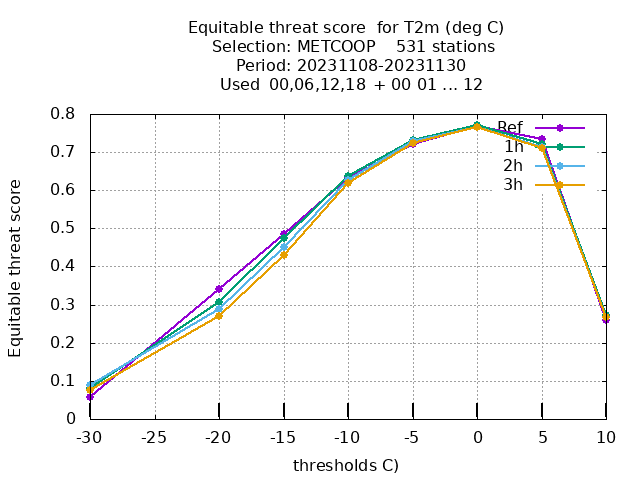 Equitable threat score  for T2m (deg C)
Selection: METCOOP    531 stations
Period: 20231108-20231130
Used  00,06,12,18  + 00 01 ... 12
Equitable threat score
0.8
0.7
0.6
0.5
0.4
0.3
0.2
0.1
0
Ref
1h
2h
3h
-30 -25 -20 -15 -10 -5 0 5 10
thresholds C)